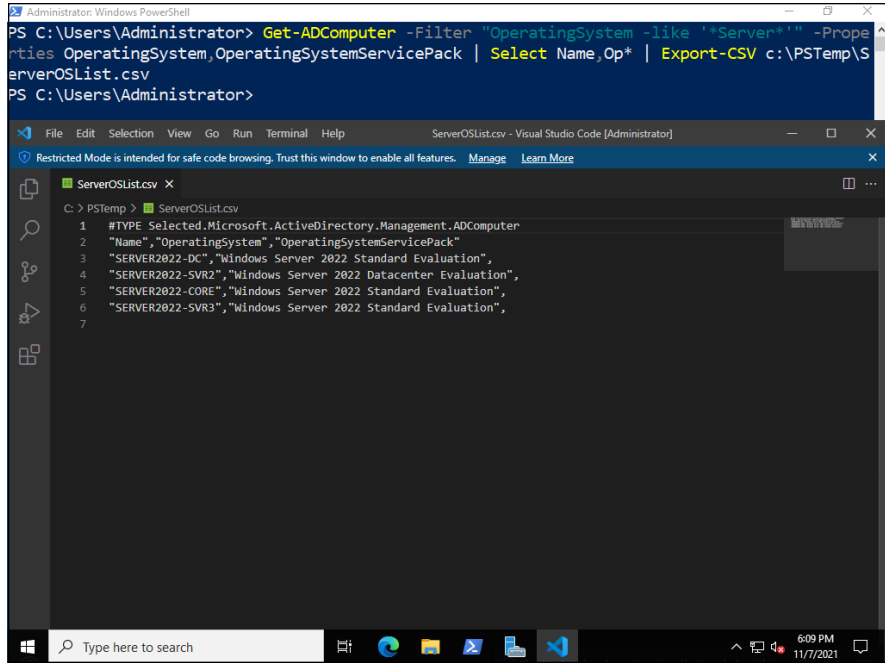 Administrator: Windows PowerShell
PS C:\Users\Administrator> Get-ADComputer -Filter "OperatingSystem -like '*Server*'" -Prope
rties OperatingSystem,OperatingSystemServicePack | Select Name,Op* | Export-CSV c:\PSTemp\S
erverOSList.csv
PS C:\Users\Administrator>
File Edit Selection View Go Run Terminal Help ServerOSList.csv - Visual Studio Code [Administrator]
Restricted Mode is intended for safe code browsing. Trust this window to enable all features. Manage Learn More
ServerOSList.csv
C: > PSTemp > ServerOSList.csv
1 #TYPE Selected.Microsoft.ActiveDirectory.Management.ADComputer
2 "Name","OperatingSystem","OperatingSystemServicePack"
3 "SERVER2022-DC","Windows Server 2022 Standard Evaluation",
4 "SERVER2022-SVR2","Windows Server 2022 Datacenter Evaluation",
5 "SERVER2022-CORE","Windows Server 2022 Standard Evaluation",
6 "SERVER2022-SVR3","Windows Server 2022 Standard Evaluation",
7
Type here to search
6:09 PM
11/7/2021